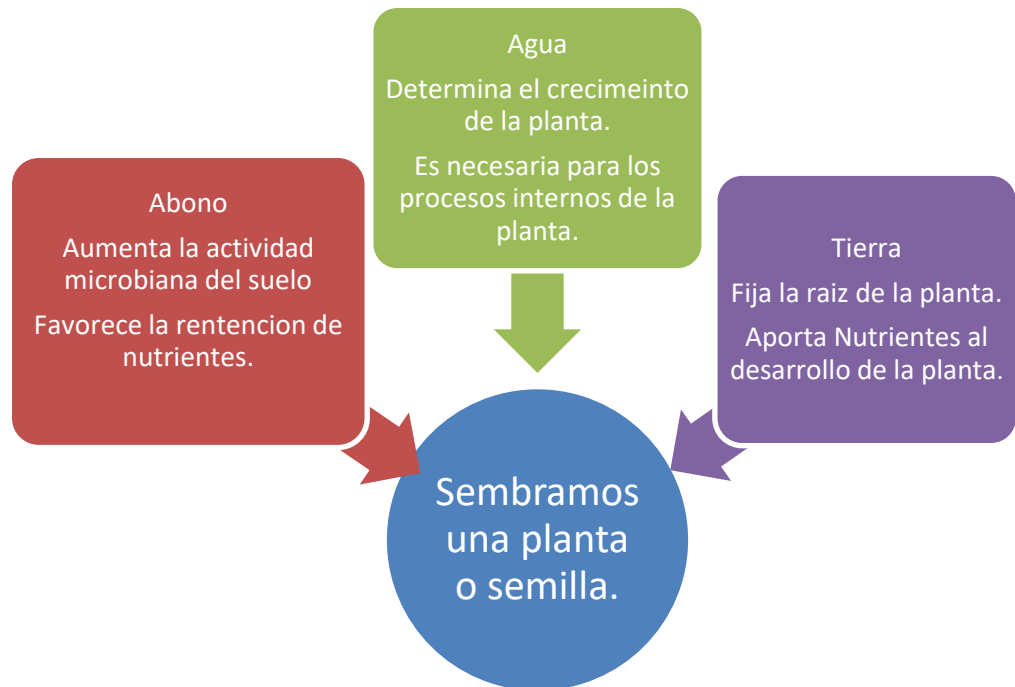 Agua
Determina el crecimeinto
de la planta.
Es necesaria para los
procesos internos de la
planta.
Abono
Aumenta la actividad
microbiana del suelo
Favorece la rentencion de
nutrientes.
Tierra
Fija la raiz de la planta.
Aporta Nutrientes al
desarrollo de la planta.
Sembramos
una planta
o semilla.